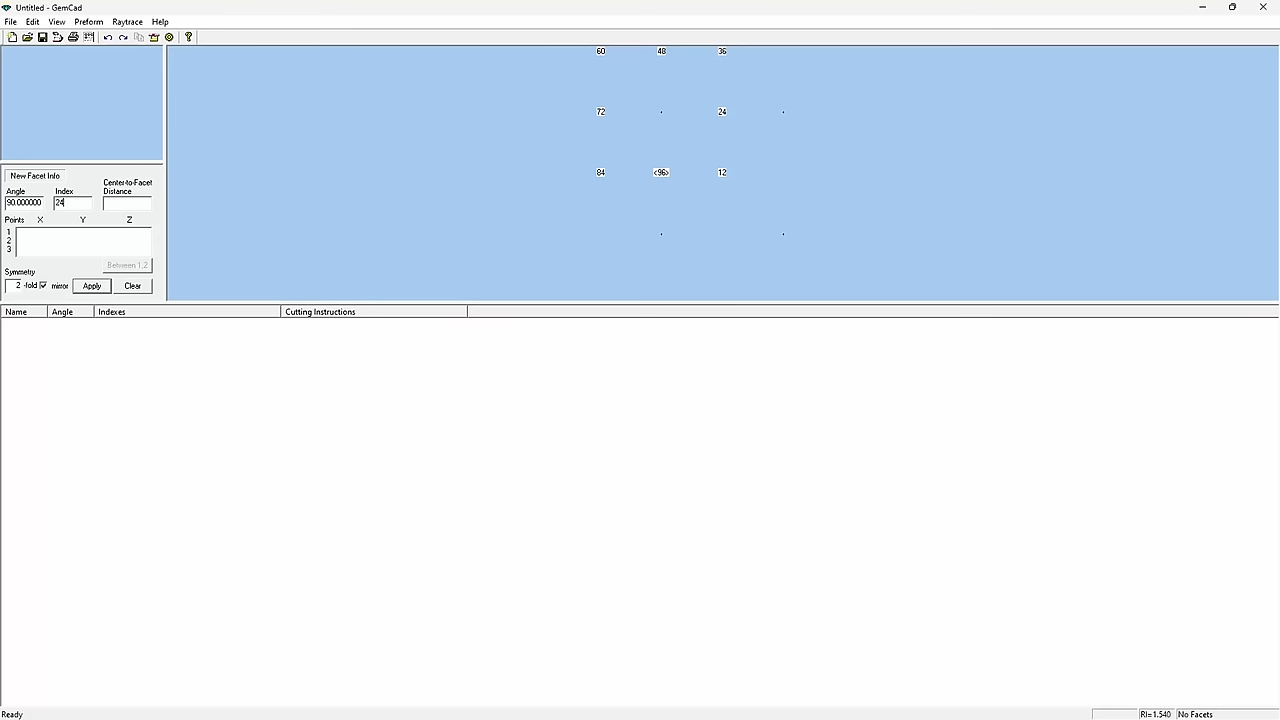 Untitled - GemCad
File Edit View Preform Raytrace Help
60 48 36
72 24
84 <96> 12
New Facet Info
Angle Index Center-to-Facet Distance
90.000000 24
Points X Y Z
1
2
3
Between 1,2
Symmetry
2 -fold mirror Apply Clear
Name Angle Indexes Cutting Instructions
Ready RI=1.540 No Facets